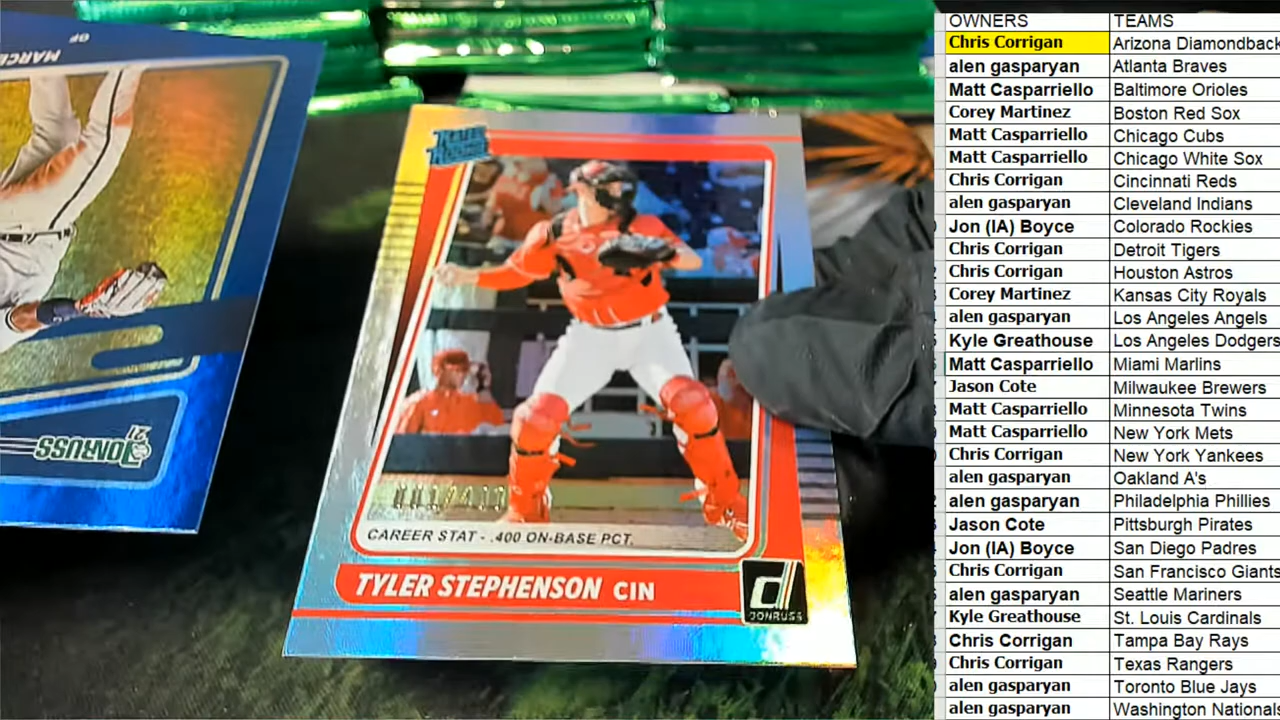 OF
MARCE
DONRUSS
21
Rated
Rookie
CAREER STAT - .400 ON-BASE PCT.
TYLER STEPHENSON CIN
d
DONRUSS
OWNERS TEAMS
Chris Corrigan Arizona Diamondback
alen gasparyan Atlanta Braves
Matt Casparriello Baltimore Orioles
Corey Martinez Boston Red Sox
Matt Casparriello Chicago Cubs
Matt Casparriello Chicago White Sox
Chris Corrigan Cincinnati Reds
alen gasparyan Cleveland Indians
Jon (IA) Boyce Colorado Rockies
Chris Corrigan Detroit Tigers
Chris Corrigan Houston Astros
Corey Martinez Kansas City Royals
alen gasparyan Los Angeles Angels
Kyle Greathouse Los Angeles Dodgers
Matt Casparriello Miami Marlins
Jason Cote Milwaukee Brewers
Matt Casparriello Minnesota Twins
Matt Casparriello New York Mets
Chris Corrigan New York Yankees
alen gasparyan Oakland A's
alen gasparyan Philadelphia Phillies
Jason Cote Pittsburgh Pirates
Jon (IA) Boyce San Diego Padres
Chris Corrigan San Francisco Giants
alen gasparyan Seattle Mariners
Kyle Greathouse St. Louis Cardinals
Chris Corrigan Tampa Bay Rays
Chris Corrigan Texas Rangers
alen gasparyan Toronto Blue Jays
alen gasparyan Washington Nationals